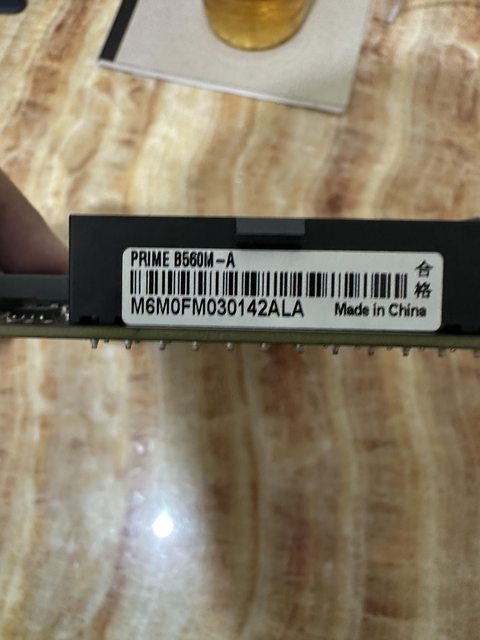 PRIME B560M-A
M6M0FM030142ALA
Made in China
合格